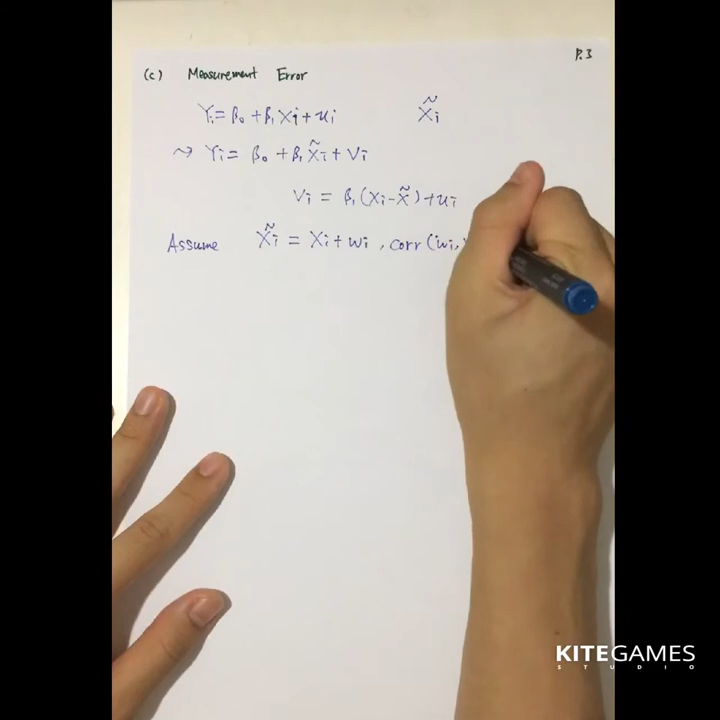 P.3
(c) Measurement Error
Yi = β₀ + β₁Xi + ui X̃i
⇝ Yi = β₀ + β₁X̃i + Vi
Vi = β₁(Xi - X̃) + ui
Assume X̃i = Xi + wi , corr(wi,
KITEGAMES
STUDIO